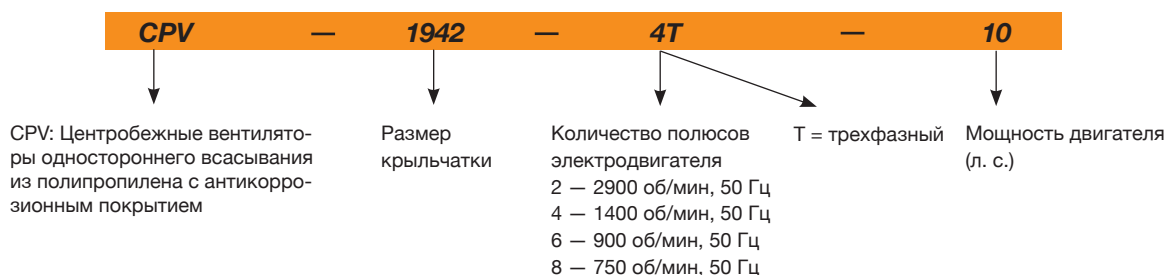 CPV — 1942 — 4T — 10
CPV: Центробежные вентилято-
ры одностороннего всасывания
из полипропилена с антикорро-
зионным покрытием
Размер
крыльчатки
Количество полюсов
электродвигателя
2 — 2900 об/мин, 50 Гц
4 — 1400 об/мин, 50 Гц
6 — 900 об/мин, 50 Гц
8 — 750 об/мин, 50 Гц
T = трехфазный
Мощность двигателя
(л. с.)